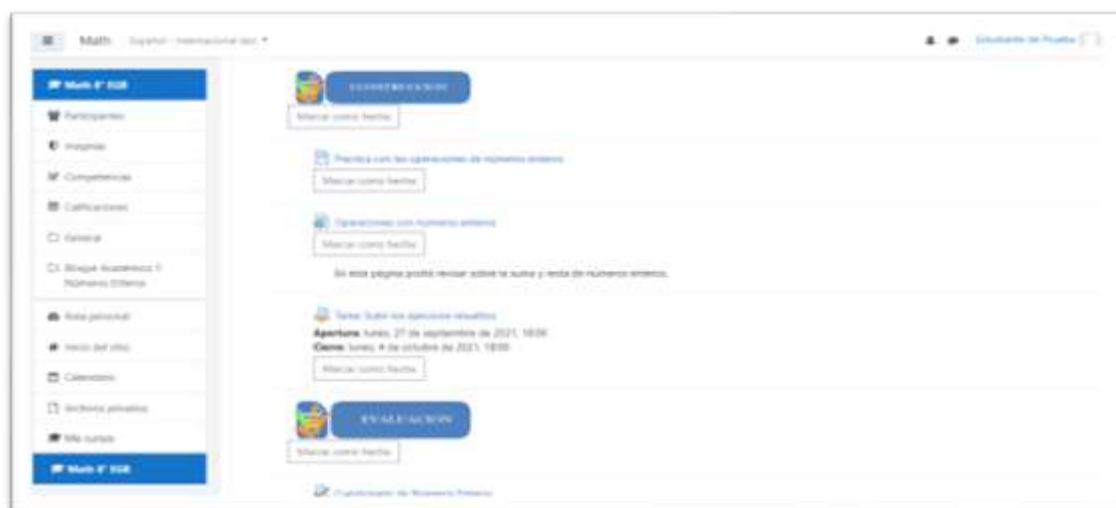 Math Español - Internacional (es)
Estudiante de Prueba
Math 8° EGB
Participantes
Insignias
Competencias
Calificaciones
General
Bloque Académico 1:
Números Enteros
Área personal
Inicio del sitio
Calendario
Archivos privados
Mis cursos
Math 8° EGB
CONSTRUCCIÓN
Marcar como hecha
Practica con las operaciones de números enteros
Marcar como hecha
Operaciones con números enteros
Marcar como hecha
En esta página podrá revisar sobre la suma y resta de números enteros.
Tarea: Subir los ejercicios resueltos
Apertura: lunes, 27 de septiembre de 2021, 18:00
Cierre: lunes, 4 de octubre de 2021, 18:00
Marcar como hecha
EVALUACIÓN
Marcar como hecha
Cuestionario de Números Enteros